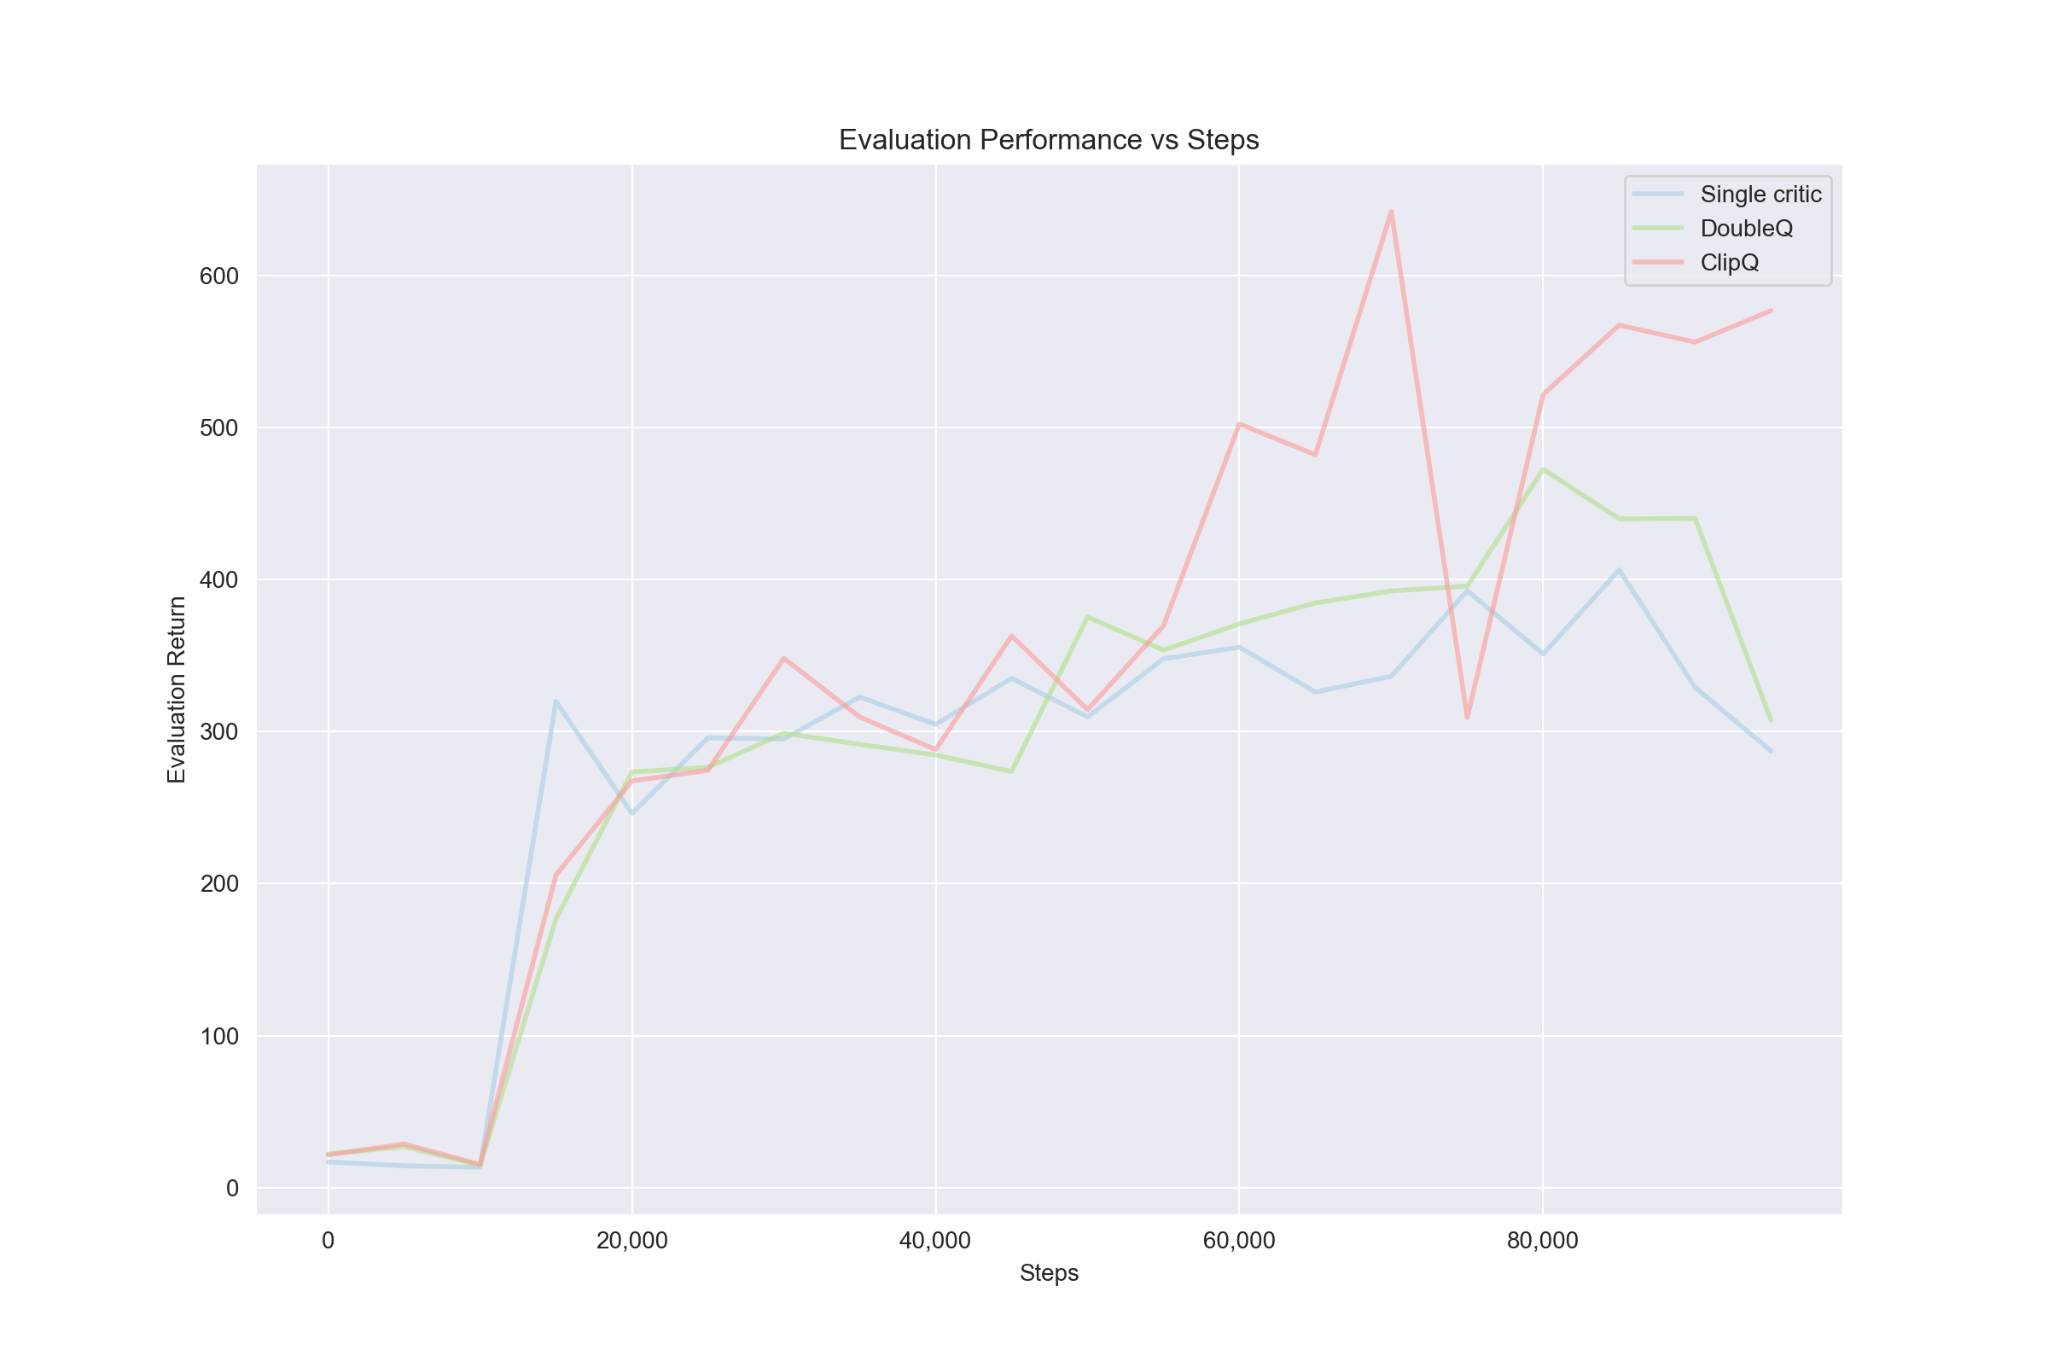 Evaluation Performance vs Steps
Single critic
DoubleQ
ClipQ
Evaluation Return
600
500
400
300
200
100
0
0
20,000
40,000
60,000
80,000
Steps